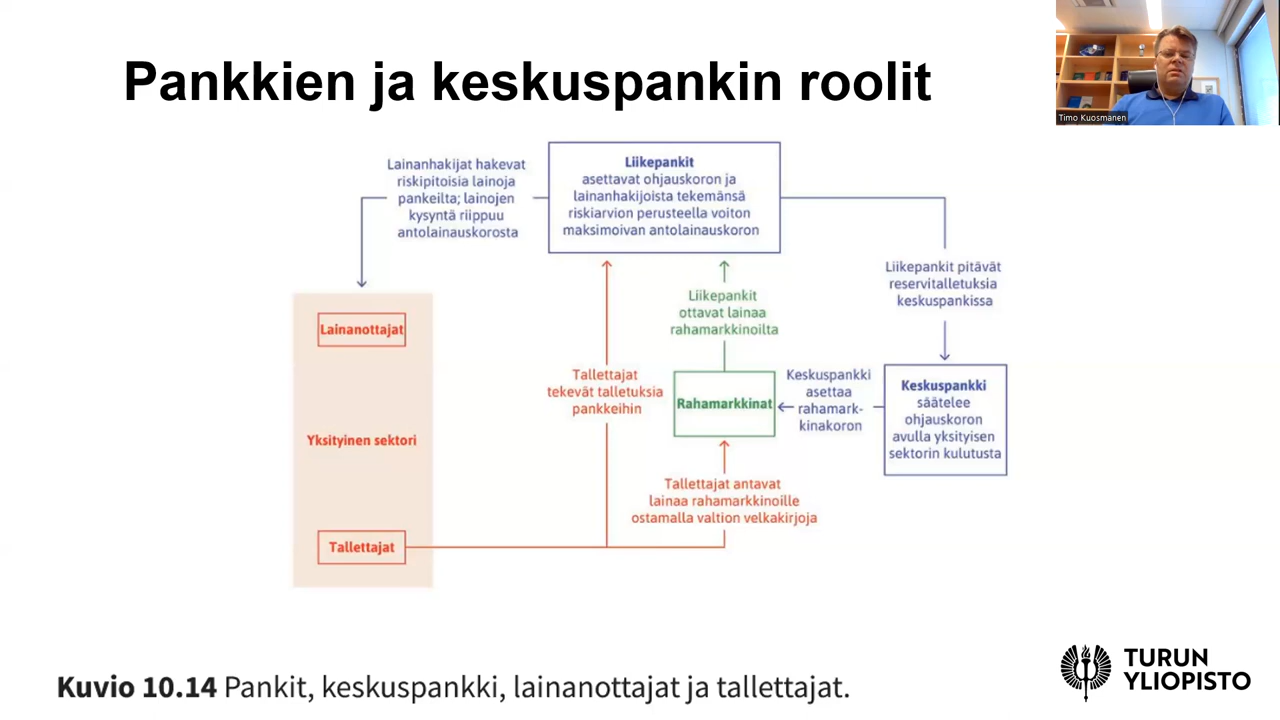 Pankkien ja keskuspankin roolit
Timo Kuosmanen
Lainanhakijat hakevat
riskipitoisia lainoja
pankeilta; lainojen
kysyntä riippuu
antolainauskorosta
Liikepankit
asettavat ohjauskoron ja
lainanhakijoista tekemänsä
riskiarvion perusteella voiton
maksimoivan antolainauskoron
Liikepankit pitävät
reservitalletuksia
keskuspankissa
Liikepankit
ottavat lainaa
rahamarkkinoilta
Lainanottajat
Yksityinen sektori
Tallettajat
Tallettajat
tekevät talletuksia
pankkeihin
Rahamarkkinat
Keskuspankki
asettaa
rahamark-
kinakoron
Keskuspankki
säätelee
ohjauskoron
avulla yksityisen
sektorin kulutusta
Tallettajat antavat
lainaa rahamarkkinoille
ostamalla valtion velkakirjoja
Kuvio 10.14 Pankit, keskuspankki, lainanottajat ja tallettajat.
TURUN
YLIOPISTO